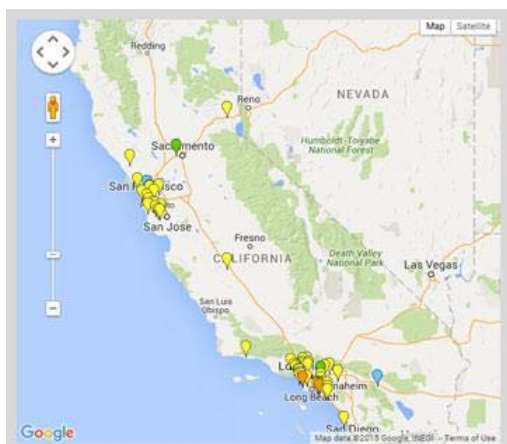 Map Satellite
Redding
Reno
NEVADA
Sacramento
Humboldt-Toiyabe
National Forest
San Francisco
San Jose
Fresno
CALIFORNIA
Death Valley
National Park
Las Vegas
San Luis
Obispo
Anaheim
Long Beach
San Diego
Google
Map data ©2015 Google, INEGI - Terms of Use